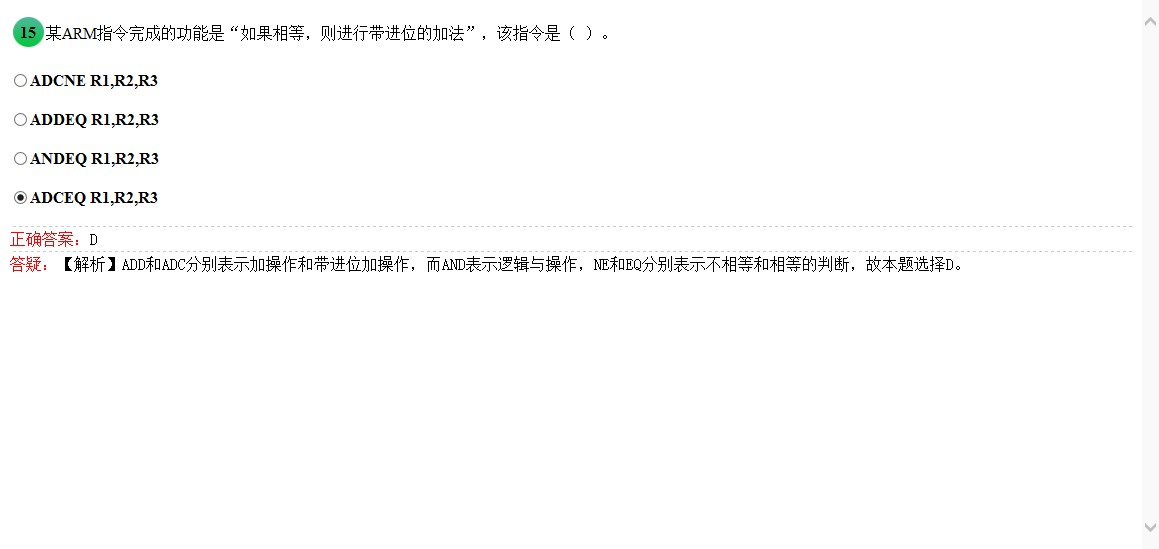 15 某ARM指令完成的功能是“如果相等，则进行带进位的加法”，该指令是（ ）。
ADCNE R1,R2,R3
ADDEQ R1,R2,R3
ANDEQ R1,R2,R3
ADCEQ R1,R2,R3
正确答案：D
答疑：【解析】ADD和ADC分别表示加操作和带进位加操作，而AND表示逻辑与操作，NE和EQ分别表示不相等和相等的判断，故本题选择D。